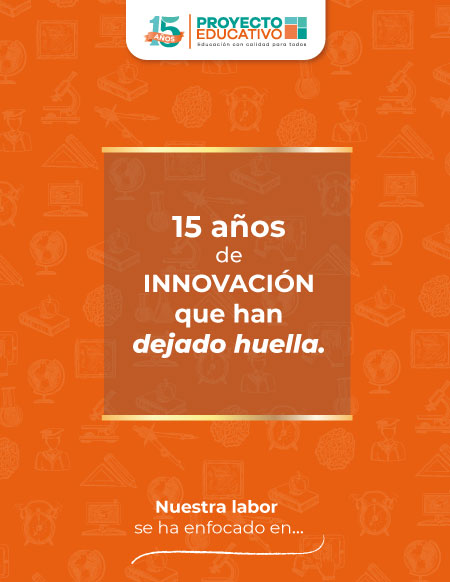 15
AÑOS
PROYECTO
EDUCATIVO
Educación con calidad para todos
15 años
de
INNOVACIÓN
que han
dejado huella.
Nuestra labor
se ha enfocado en...